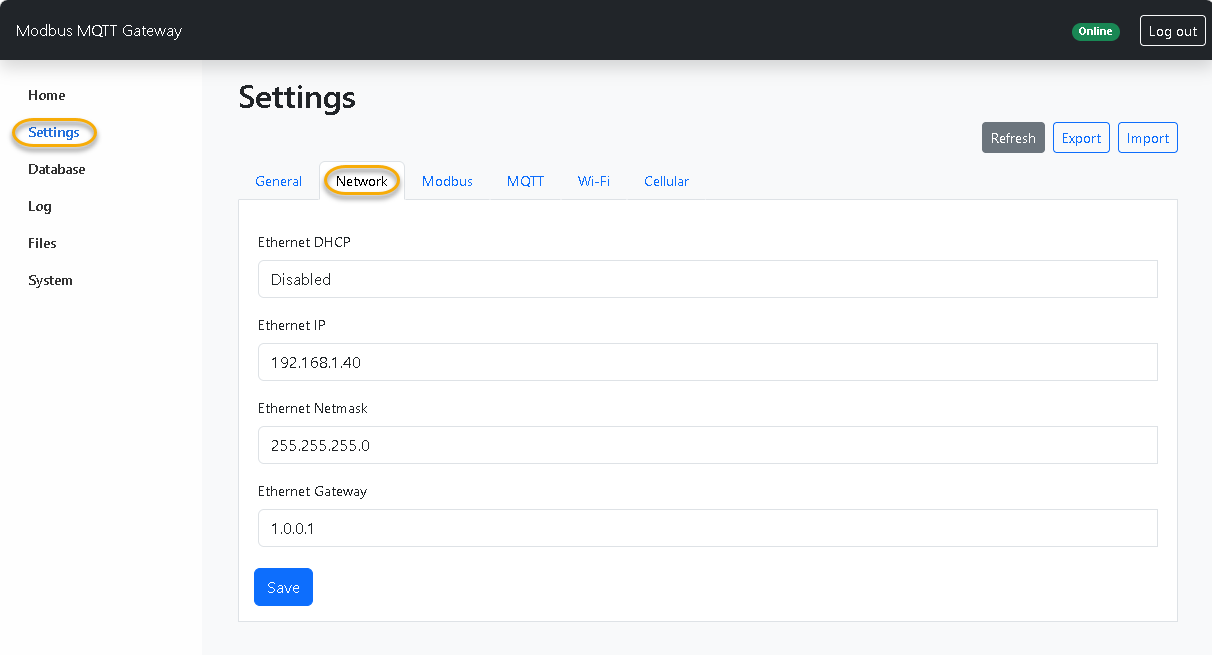 Modbus MQTT Gateway
Online
Log out
Home
Settings
Database
Log
Files
System
Settings
Refresh
Export
Import
General
Network
Modbus
MQTT
Wi-Fi
Cellular
Ethernet DHCP
Disabled
Ethernet IP
192.168.1.40
Ethernet Netmask
255.255.255.0
Ethernet Gateway
1.0.0.1
Save